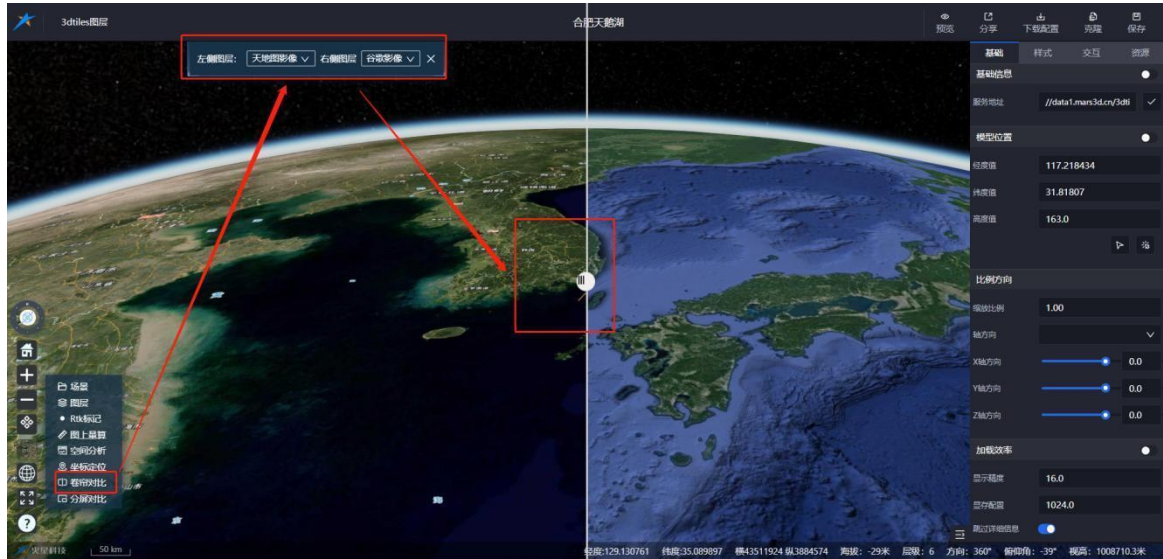 3dtiles图层
合肥天鹅湖
预览 分享 下载配置 克隆 保存
左侧图层: 天地图影像 右侧图层 谷歌影像
基础 样式 交互 资源
基础信息
服务地址 //data1.mars3d.cn/3dti
模型位置
经度值 117.218434
纬度值 31.81807
高度值 163.0
比例方向
缩放比例 1.00
轴方向
X轴方向 0.0
Y轴方向 0.0
Z轴方向 0.0
加载效率
显示精度 16.0
显存配置 1024.0
跳过详细信息
场景
图层
Rtk标记
图上量算
空间分析
坐标定位
卷帘对比
分屏对比
火星科技 50 km
经度:129.130761 纬度:35.089897 横43511924 纵3884574 海拔: -29米 层级: 6 方向: 360° 俯仰角: -39° 视高: 1008710.3米